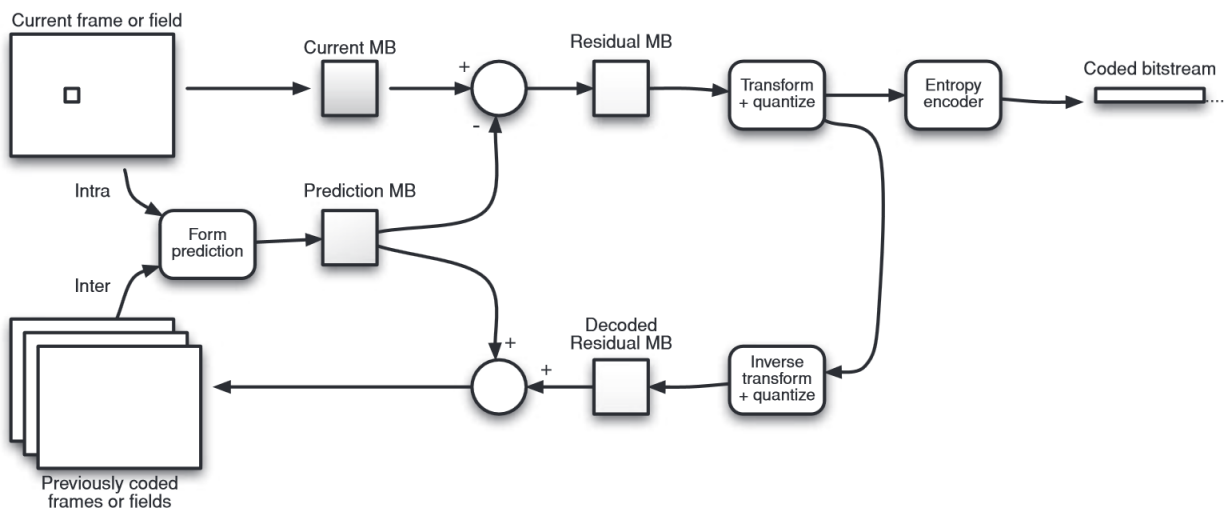 Current frame or field
Current MB
Residual MB
+
-
Transform
+ quantize
Entropy
encoder
Coded bitstream
....
Intra
Prediction MB
Form
prediction
Inter
+
+
Decoded
Residual MB
Inverse
transform
+ quantize
Previously coded
frames or fields